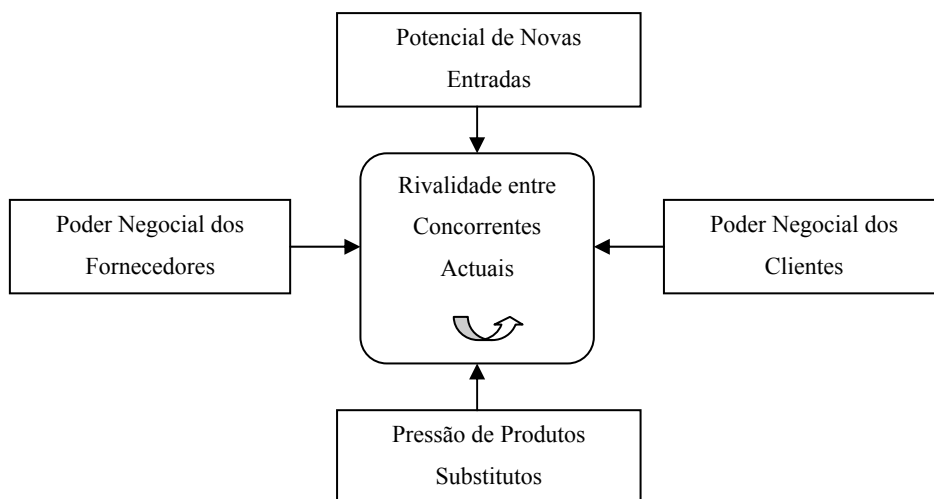 Potencial de Novas
Entradas
Rivalidade entre
Concorrentes
Actuais
Poder Negocial dos
Fornecedores
Poder Negocial dos
Clientes
Pressão de Produtos
Substitutos